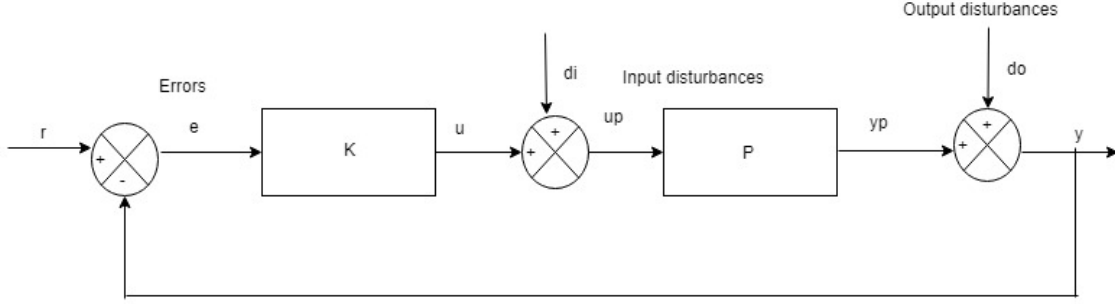 Output disturbances
do
di
Input disturbances
Errors
r
e
K
u
up
P
yp
y
+
-
+
+
+
+